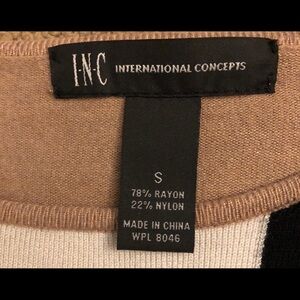 I·N·C INTERNATIONAL CONCEPTS
S
78% RAYON
22% NYLON
MADE IN CHINA
WPL 8046